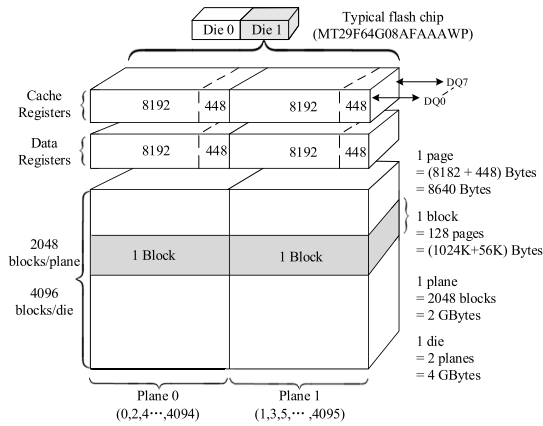 Die 0 Die 1
Typical flash chip
(MT29F64G08AFAAAWP)
DQ7
DQ0
Cache
Registers
8192 448 8192 448
Data
Registers
8192 448 8192 448
1 page
= (8182 + 448) Bytes
= 8640 Bytes
1 block
= 128 pages
= (1024K+56K) Bytes
1 plane
= 2048 blocks
= 2 GBytes
1 die
= 2 planes
= 4 GBytes
1 Block 1 Block
2048
blocks/plane
4096
blocks/die
Plane 0
(0,2,4⋯,4094)
Plane 1
(1,3,5,⋯ ,4095)